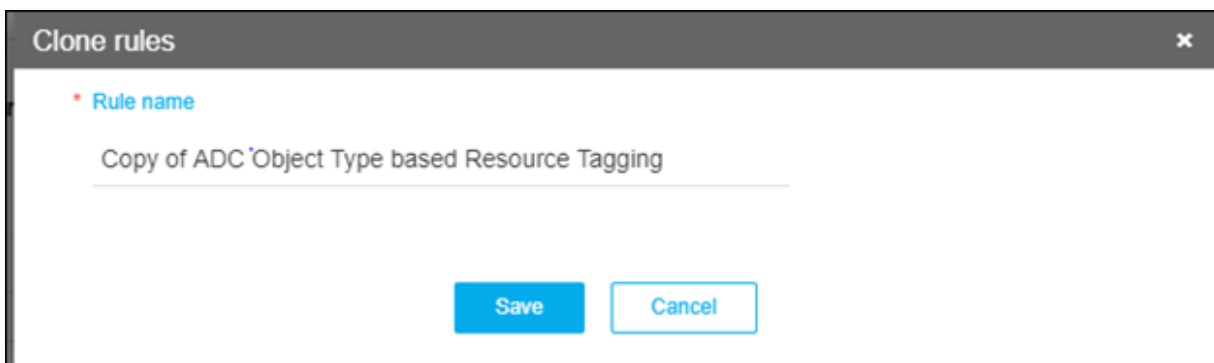 Clone rules
* Rule name
Copy of ADC Object Type based Resource Tagging
Save
Cancel